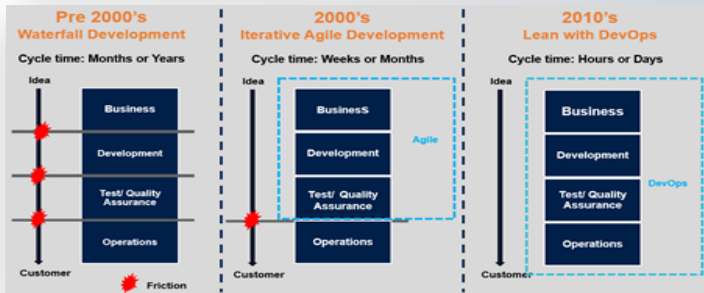 Pre 2000's
Waterfall Development
Cycle time: Months or Years
Idea
Business
Development
Test/ Quality
Assurance
Operations
Customer
Friction
2000's
Iterative Agile Development
Cycle time: Weeks or Months
Idea
BusinesS
Development
Test/ Quality
Assurance
Operations
Agile
Customer
2010's
Lean with DevOps
Cycle time: Hours or Days
Idea
Business
Development
Test/ Quality
Assurance
Operations
DevOps
Customer